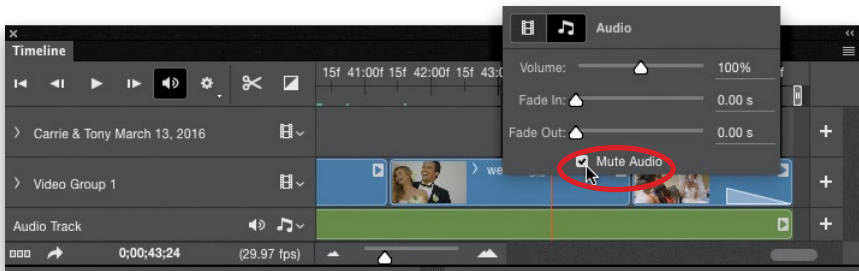 Timeline
Audio
Volume: 100%
Fade In: 0.00 s
Fade Out: 0.00 s
Mute Audio
15f 41:00f 15f 42:00f 15f 43:0 f
Carrie & Tony March 13, 2016
Video Group 1
we
Audio Track
0;00;43;24 (29.97 fps)